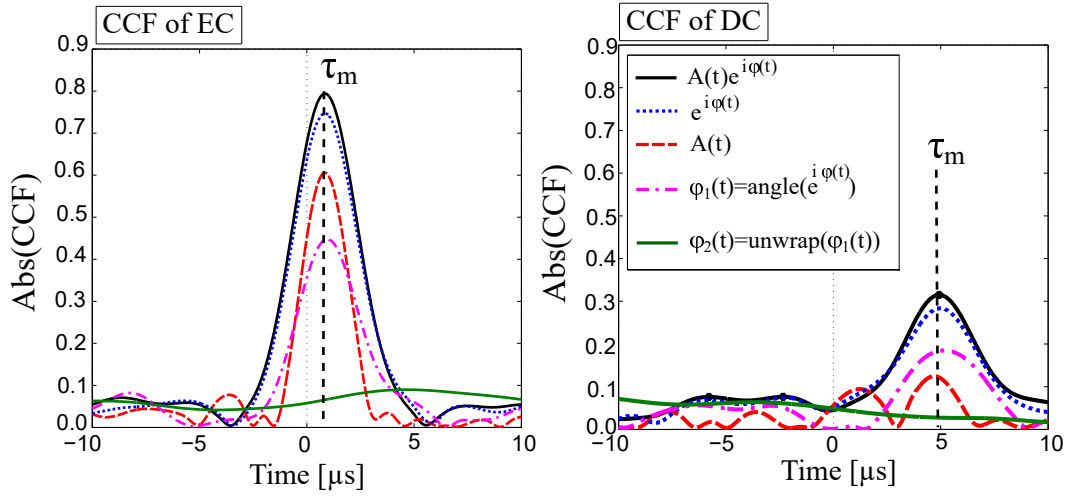 CCF of EC
0.9
0.8
0.7
0.6
0.5
0.4
0.3
0.2
0.1
0.0
−10
−5
0
5
10
Abs(CCF)
Time [µs]
τm
CCF of DC
0.9
0.8
0.7
0.6
0.5
0.4
0.3
0.2
0.1
0.0
−10
−5
0
5
10
Abs(CCF)
Time [µs]
A(t)e^{iφ(t)}
e^{iφ(t)}
A(t)
φ1(t)=angle(e^{iφ(t)})
φ2(t)=unwrap(φ1(t))
τm